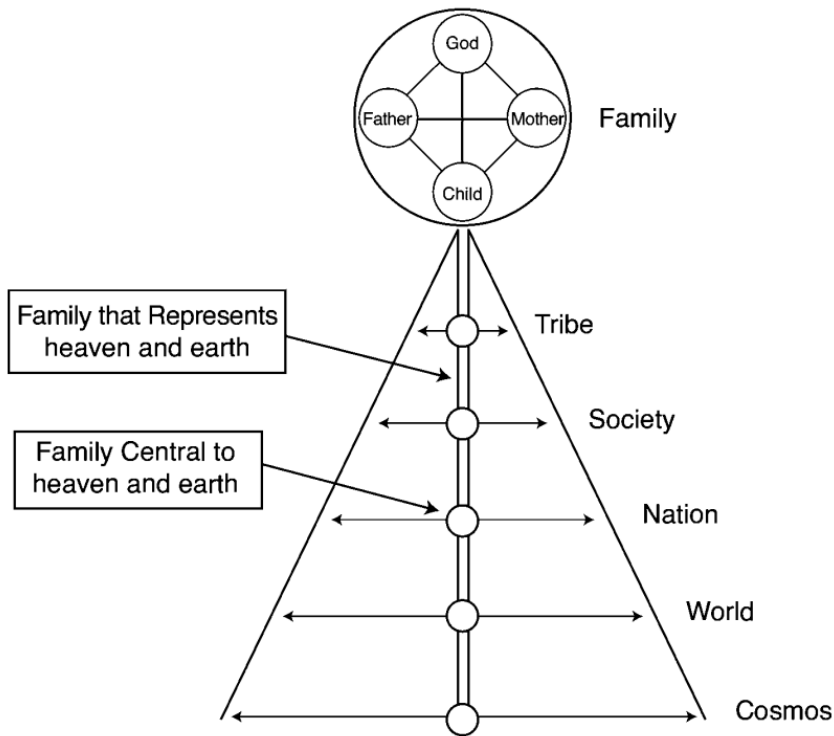 God
Father
Mother
Family
Child
Family that Represents
heaven and earth
Tribe
Society
Family Central to
heaven and earth
Nation
World
Cosmos